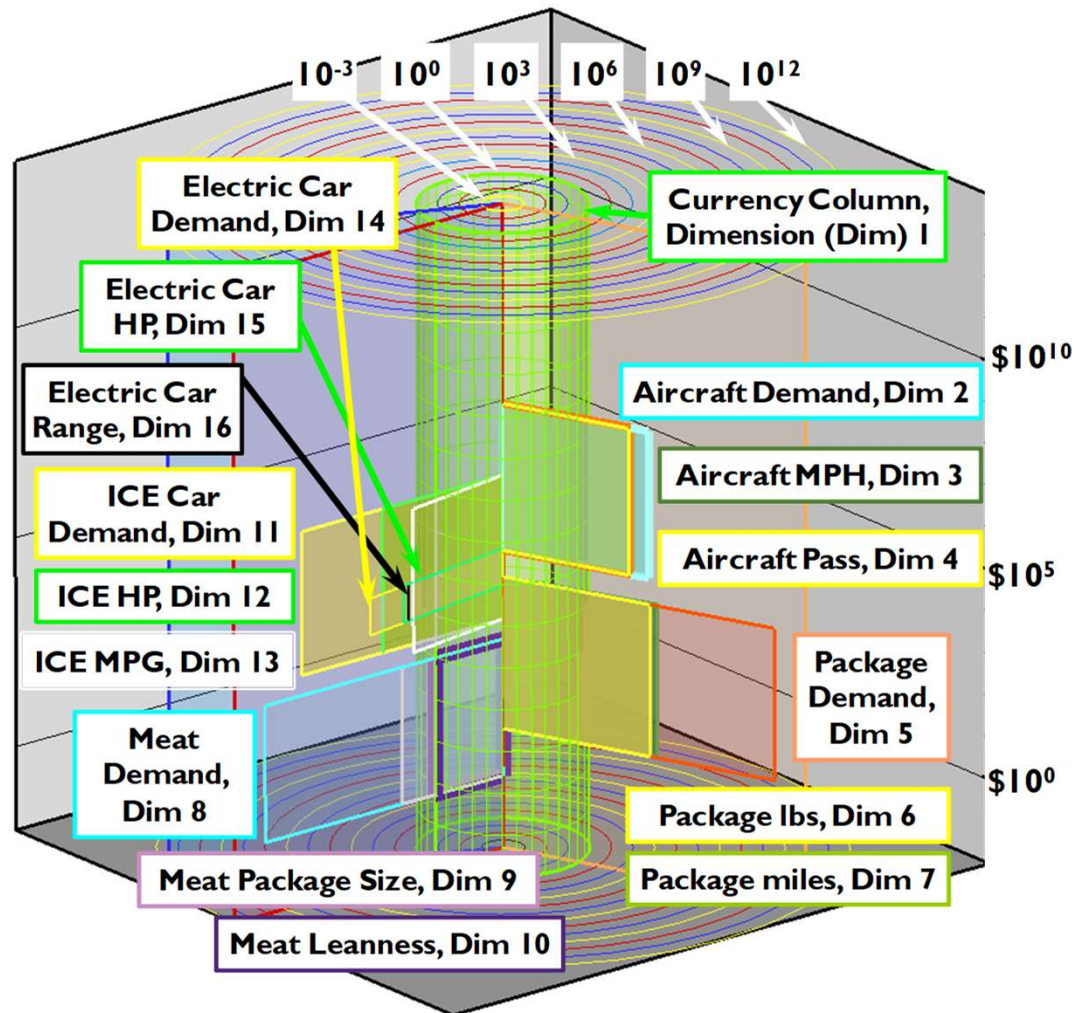 10⁻³ 10⁰ 10³ 10⁶ 10⁹ 10¹²
Electric Car
Demand, Dim 14
Currency Column,
Dimension (Dim) 1
Electric Car
HP, Dim 15
$10¹⁰
Electric Car
Range, Dim 16
Aircraft Demand, Dim 2
Aircraft MPH, Dim 3
ICE Car
Demand, Dim 11
Aircraft Pass, Dim 4
$10⁵
ICE HP, Dim 12
ICE MPG, Dim 13
Package
Demand,
Dim 5
Meat
Demand,
Dim 8
$10⁰
Package lbs, Dim 6
Meat Package Size, Dim 9
Package miles, Dim 7
Meat Leanness, Dim 10